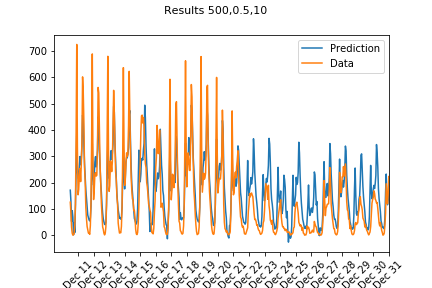 Results 500,0.5,10
Prediction
Data
700
600
500
400
300
200
100
0
Dec 11
Dec 12
Dec 13
Dec 14
Dec 15
Dec 16
Dec 17
Dec 18
Dec 19
Dec 20
Dec 21
Dec 22
Dec 23
Dec 24
Dec 25
Dec 26
Dec 27
Dec 28
Dec 29
Dec 30
Dec 31